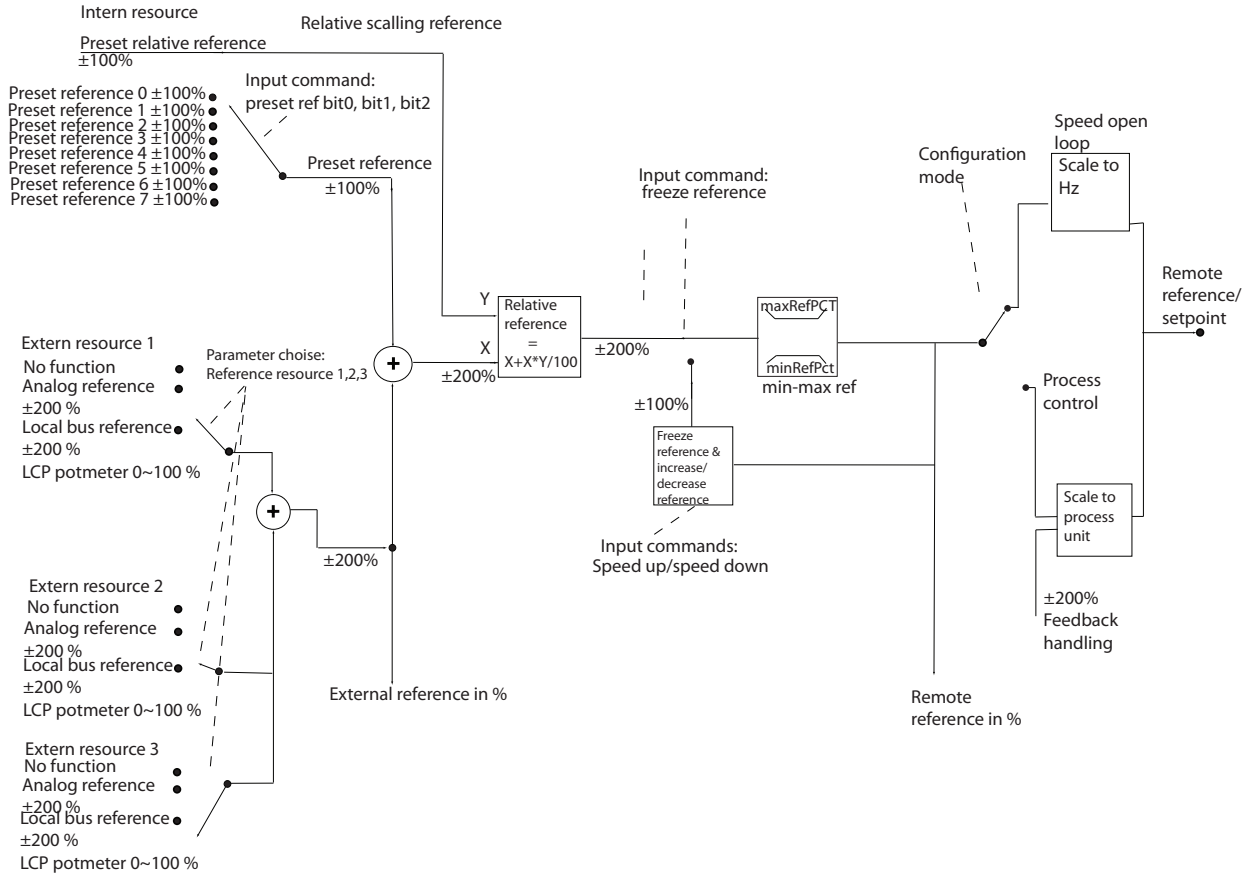 Intern resource
Relative scalling reference
Preset relative reference
±100%
Preset reference 0 ±100%
Preset reference 1 ±100%
Preset reference 2 ±100%
Preset reference 3 ±100%
Preset reference 4 ±100%
Preset reference 5 ±100%
Preset reference 6 ±100%
Preset reference 7 ±100%
Input command:
preset ref bit0, bit1, bit2
Preset reference
±100%
Extern resource 1
No function
Analog reference
±200 %
Local bus reference
±200 %
LCP potmeter 0~100 %
Parameter choise:
Reference resource 1,2,3
+
+
±200%
Extern resource 2
No function
Analog reference
±200 %
Local bus reference
±200 %
LCP potmeter 0~100 %
Extern resource 3
No function
Analog reference
±200 %
Local bus reference
±200 %
LCP potmeter 0~100 %
External reference in %
Y
X
±200%
Relative
reference
=
X+X*Y/100
±200%
Input command:
freeze reference
maxRefPCT
minRefPct
min-max ref
±100%
Freeze
reference &
increase/
decrease
reference
Input commands:
Speed up/speed down
Remote
reference in %
Configuration
mode
Speed open
loop
Scale to
Hz
Process
control
Scale to
process
unit
±200%
Feedback
handling
Remote
reference/
setpoint